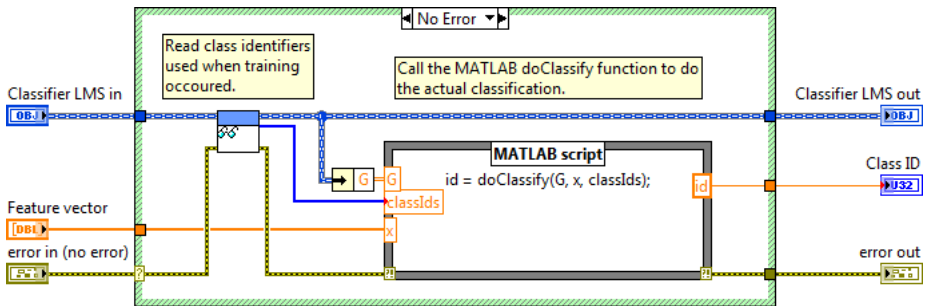 No Error
Read class identifiers
used when training
occoured.
Call the MATLAB doClassify function to do
the actual classification.
Classifier LMS in
OBJ
Classifier LMS out
OBJ
MATLAB script
id = doClassify(G, x, classIds);
G
G
classIds
x
id
Class ID
U32
Feature vector
[DBL]
error in (no error)
?
?!
?!
error out